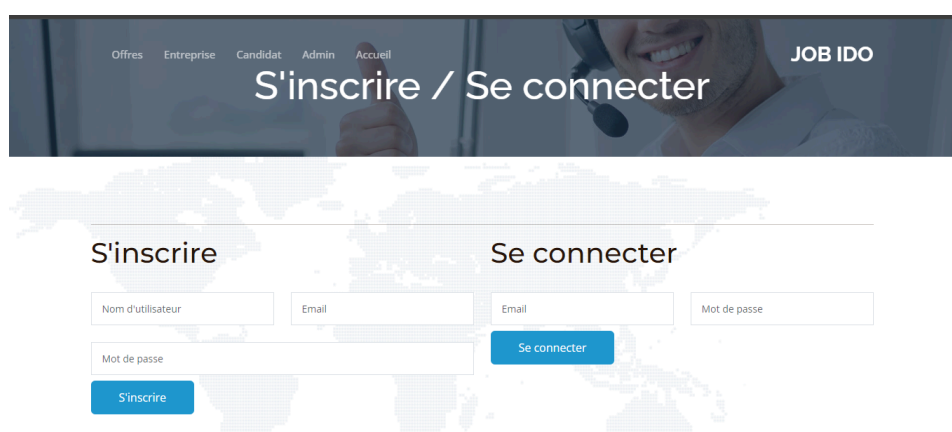 Offres Entreprise Candidat Admin Accueil
JOB IDO
S'inscrire / Se connecter
S'inscrire
Nom d'utilisateur
Email
Mot de passe
S'inscrire
Se connecter
Email
Mot de passe
Se connecter